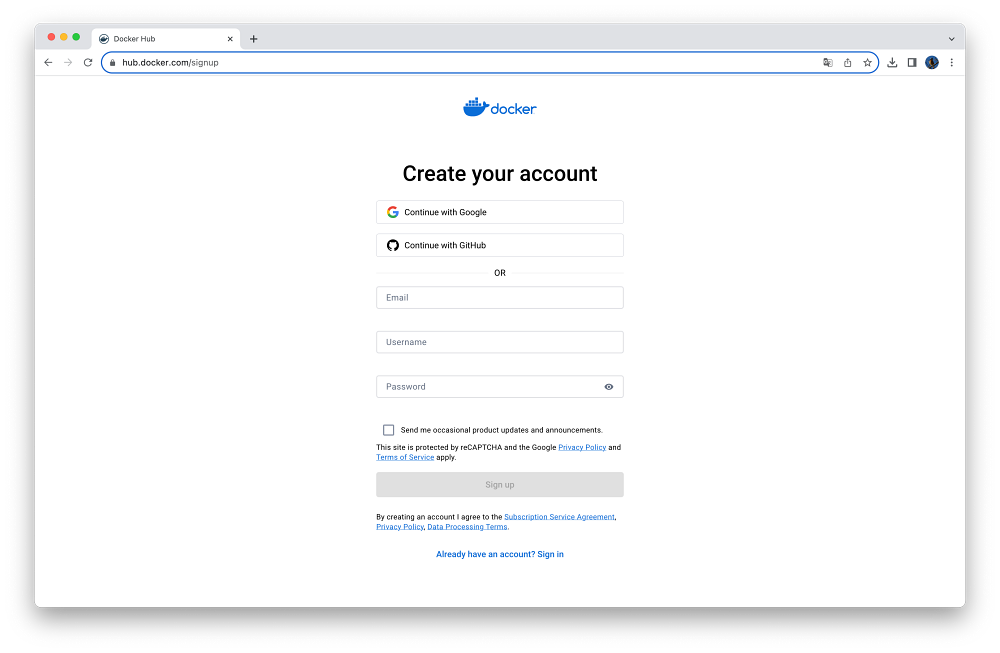 Docker Hub
hub.docker.com/signup
docker
Create your account
Continue with Google
Continue with GitHub
OR
Email
Username
Password
Send me occasional product updates and announcements.
This site is protected by reCAPTCHA and the Google Privacy Policy and
Terms of Service apply.
Sign up
By creating an account I agree to the Subscription Service Agreement,
Privacy Policy, Data Processing Terms.
Already have an account? Sign in